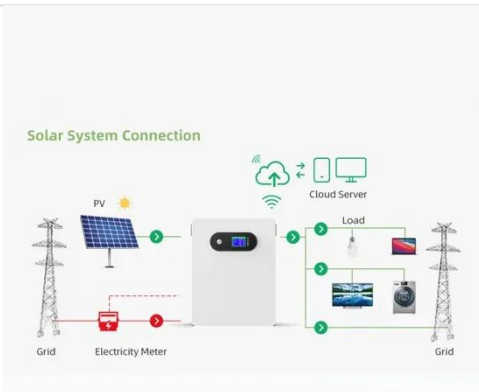 Solar System Connection
Cloud Server
PV
Load
Grid
Electricity Meter
Grid